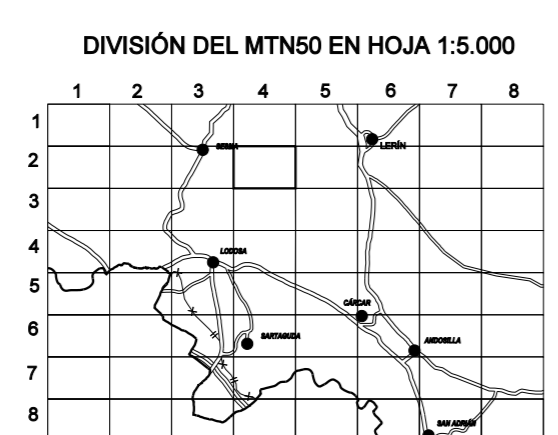 DIVISIÓN DEL MTN50 EN HOJA 1:5.000
1 2 3 4 5 6 7 8
1
LERÍN
2
SESMA
3
4
LODOSA
5
CÁRCAR
6
SARTAGUDA
ANDOSILLA
7
8
SAN ADRIÁN